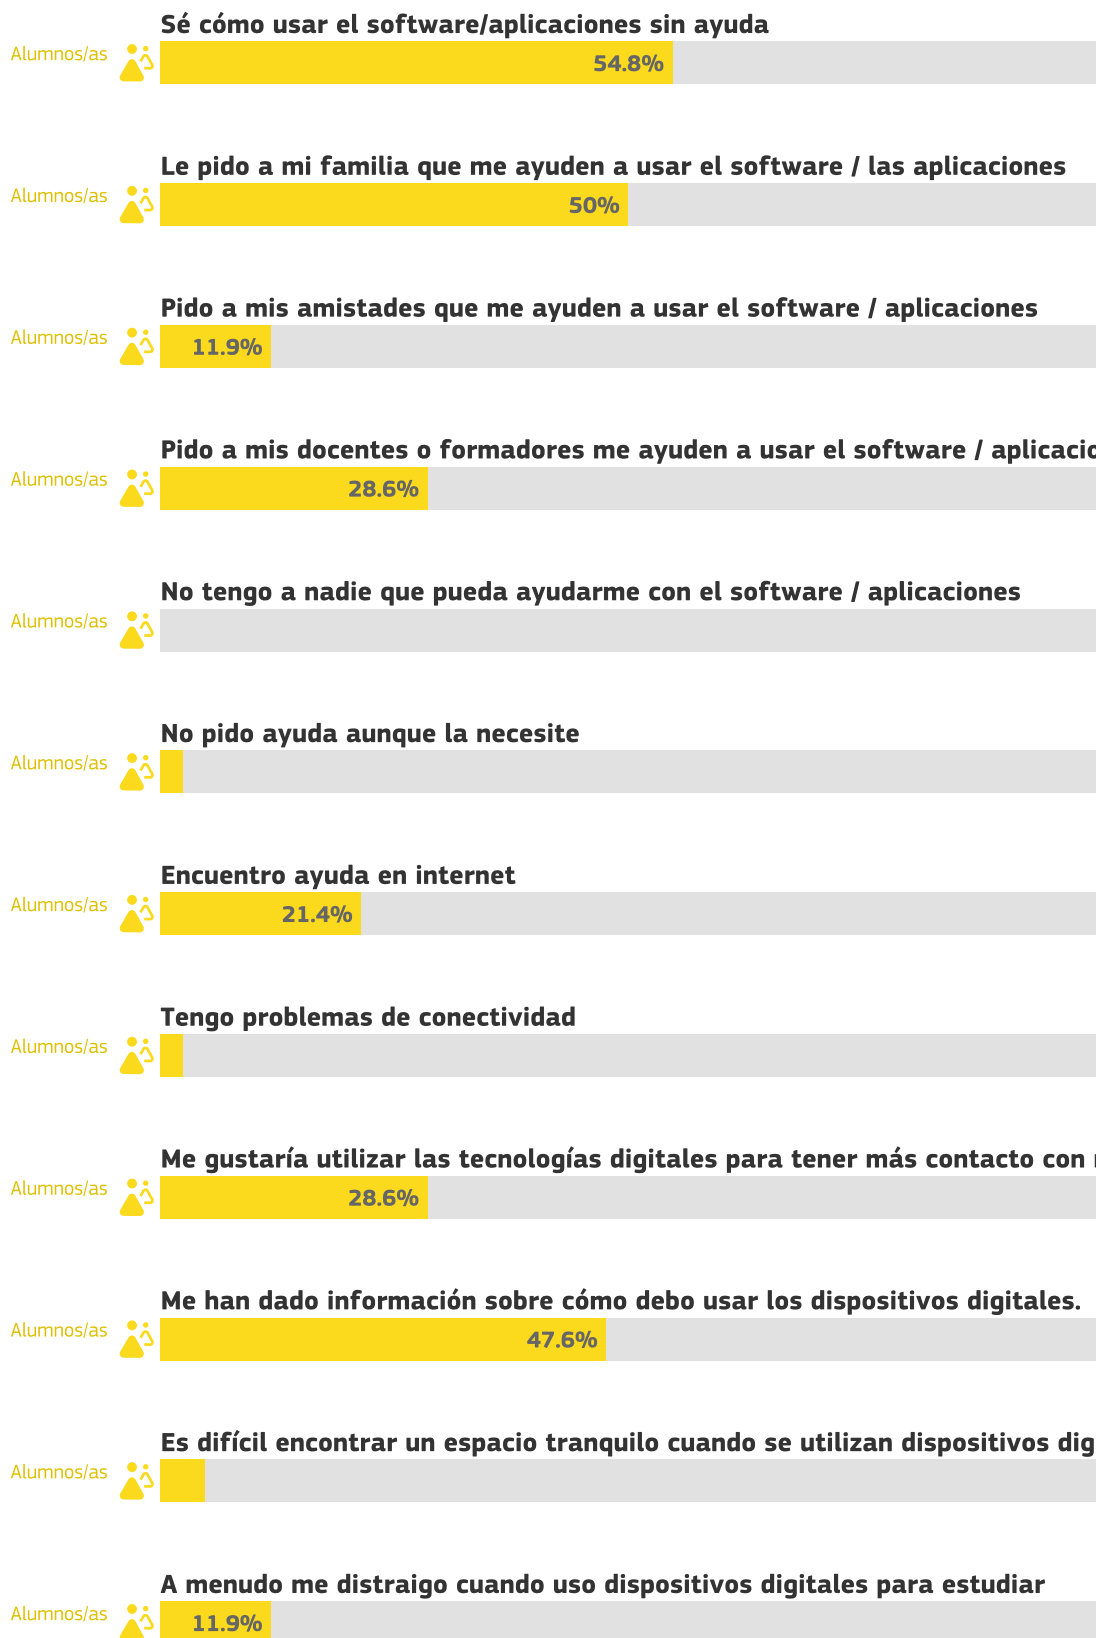 Sé cómo usar el software/aplicaciones sin ayuda
Alumnos/as
54.8%
Le pido a mi familia que me ayuden a usar el software / las aplicaciones
Alumnos/as
50%
Pido a mis amistades que me ayuden a usar el software / aplicaciones
Alumnos/as
11.9%
Pido a mis docentes o formadores me ayuden a usar el software / aplicacio
Alumnos/as
28.6%
No tengo a nadie que pueda ayudarme con el software / aplicaciones
Alumnos/as
No pido ayuda aunque la necesite
Alumnos/as
Encuentro ayuda en internet
Alumnos/as
21.4%
Tengo problemas de conectividad
Alumnos/as
Me gustaría utilizar las tecnologías digitales para tener más contacto con
Alumnos/as
28.6%
Me han dado información sobre cómo debo usar los dispositivos digitales.
Alumnos/as
47.6%
Es difícil encontrar un espacio tranquilo cuando se utilizan dispositivos dig
Alumnos/as
A menudo me distraigo cuando uso dispositivos digitales para estudiar
Alumnos/as
11.9%